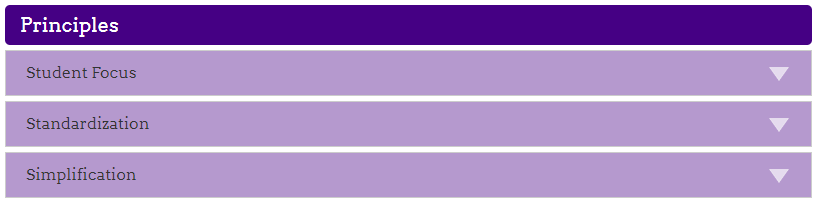 Principles
Student Focus
Standardization
Simplification